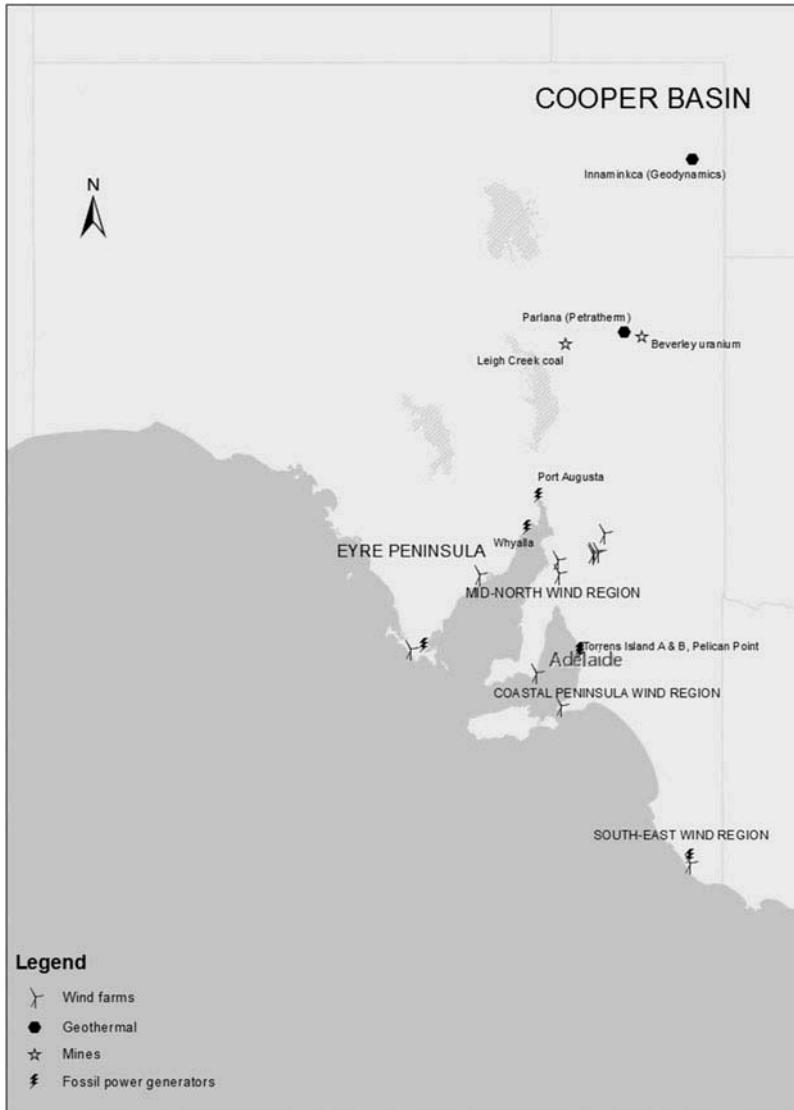 COOPER BASIN
N
Innaminkca (Geodynamics)
Parlana (Petratherm)
Leigh Creek coal
Beverley uranium
Port Augusta
Whyalla
EYRE PENINSULA
MID-NORTH WIND REGION
Torrens Island A & B, Pelican Point
Adelaide
COASTAL PENINSULA WIND REGION
SOUTH-EAST WIND REGION
Legend
Wind farms
Geothermal
Mines
Fossil power generators